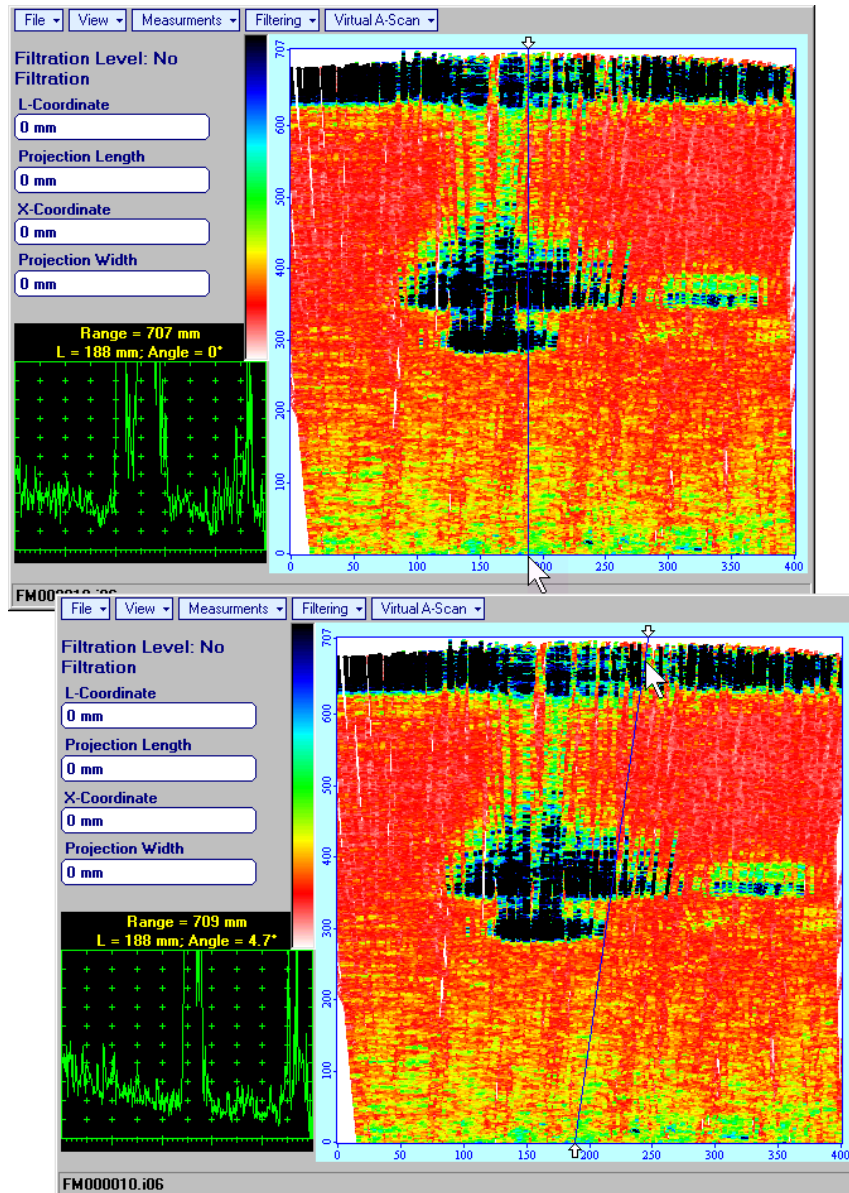 File View Measurments Filtering Virtual A-Scan
Filtration Level: No
Filtration
L-Coordinate
0 mm
Projection Length
0 mm
X-Coordinate
0 mm
Projection Width
0 mm
Range = 707 mm
L = 188 mm; Angle = 0°
707
600
500
400
300
200
100
0
0 50 100 150 200 250 300 350 400
FM000010.i06
File View Measurments Filtering Virtual A-Scan
Filtration Level: No
Filtration
L-Coordinate
0 mm
Projection Length
0 mm
X-Coordinate
0 mm
Projection Width
0 mm
Range = 709 mm
L = 188 mm; Angle = 4.7°
707
600
500
400
300
200
100
0
0 50 100 150 200 250 300 350 400
FM000010.i06